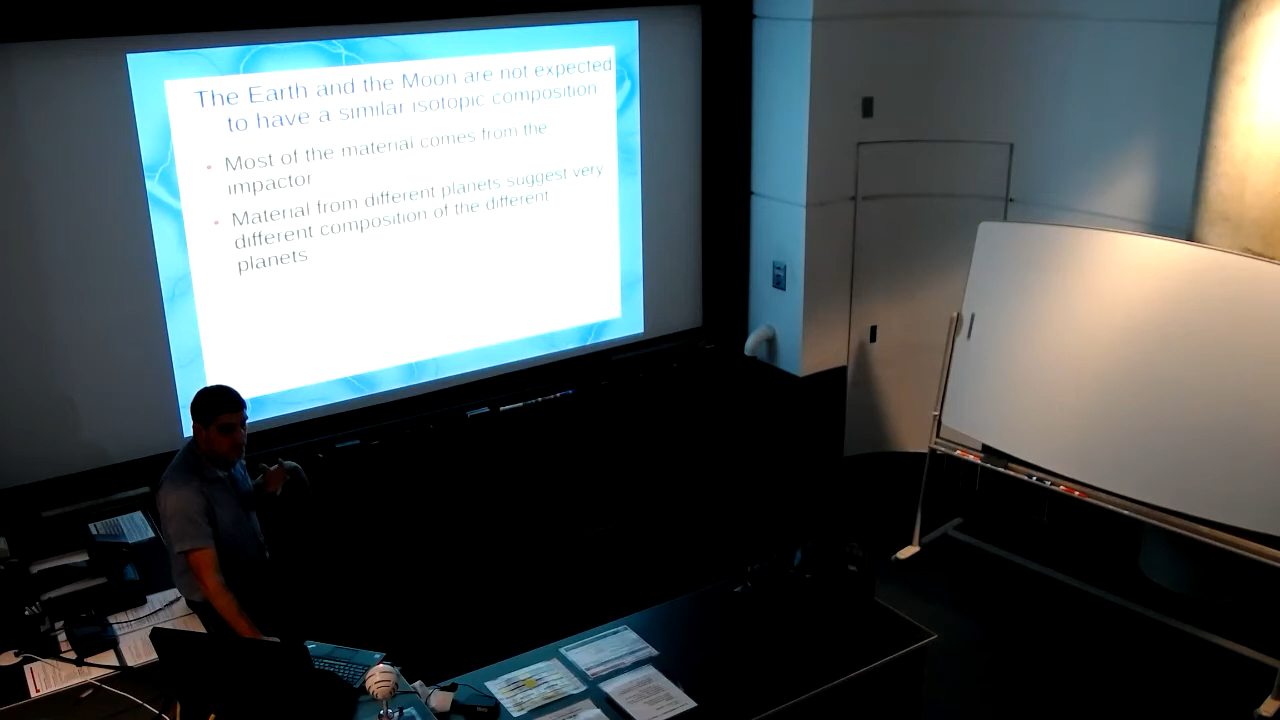 The Earth and the Moon are not expected
to have a similar isotopic composition
• Most of the material comes from the
impactor
• Material from different planets suggest very
different composition of the different
planets